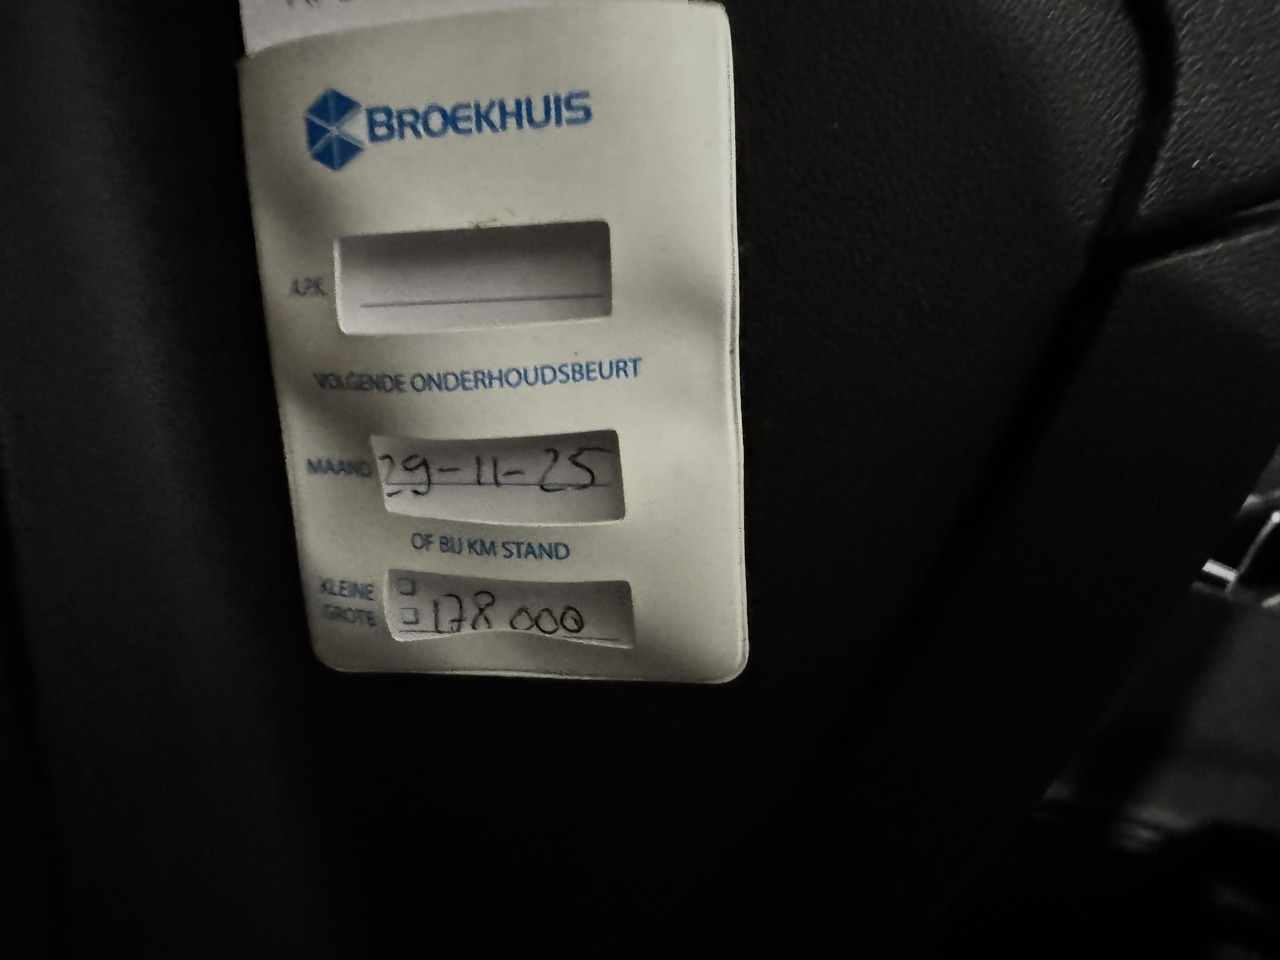 BROEKHUIS
A.P.K.
VOLGENDE ONDERHOUDSBEURT
MAAND 29-11-25
OF BIJ KM STAND
KLEINE
GROTE 178 000